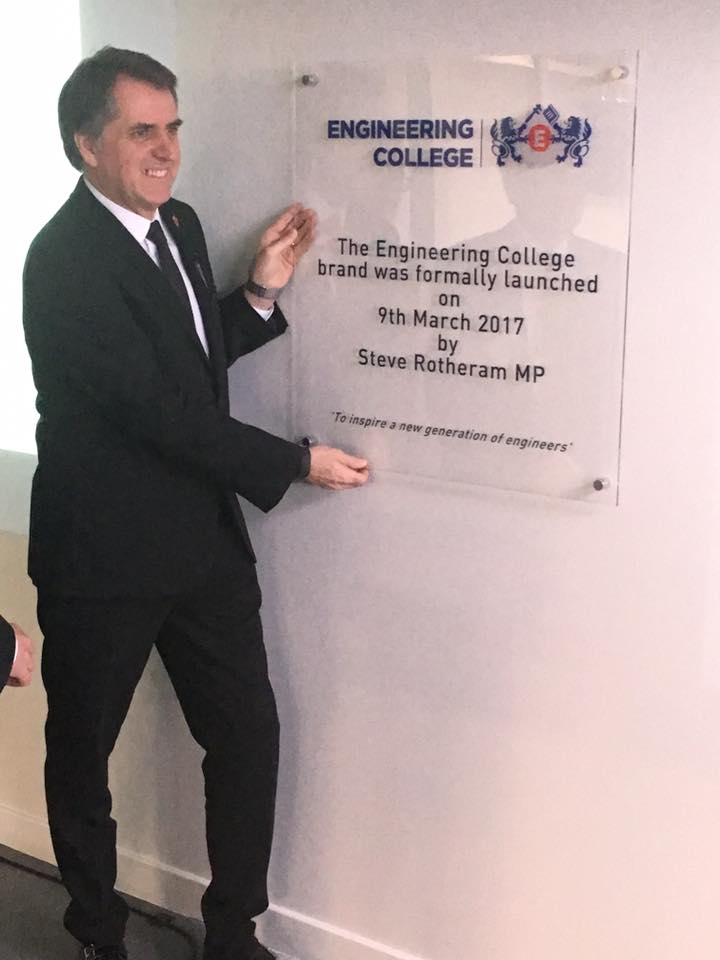 ENGINEERING
COLLEGE
E
The Engineering College
brand was formally launched
on
9th March 2017
by
Steve Rotheram MP
"To inspire a new generation of engineers"